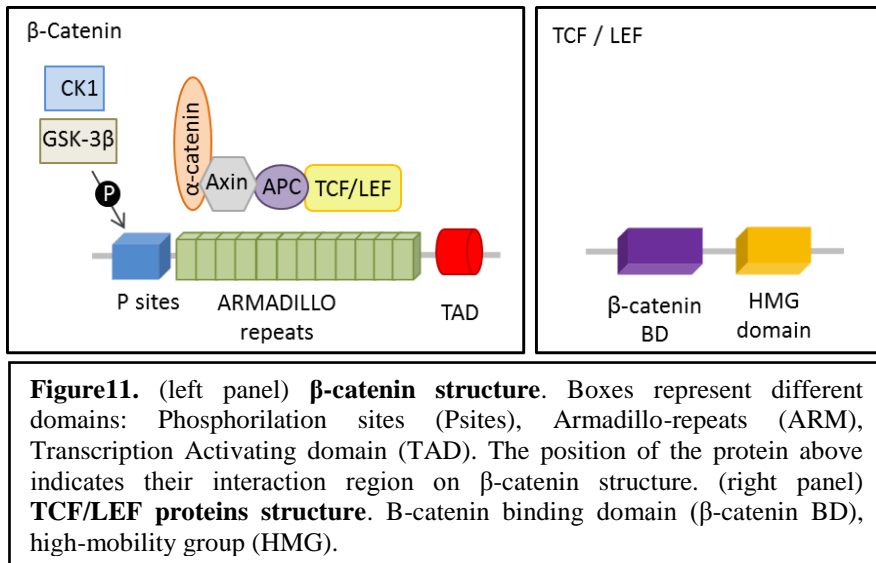 β-Catenin
CK1
GSK-3β
P
α-catenin
Axin
APC
TCF/LEF
P sites
ARMADILLO
repeats
TAD
TCF / LEF
β-catenin
BD
HMG
domain
Figure11. (left panel) β-catenin structure. Boxes represent different
domains: Phosphorilation sites (Psites), Armadillo-repeats (ARM),
Transcription Activating domain (TAD). The position of the protein above
indicates their interaction region on β-catenin structure. (right panel)
TCF/LEF proteins structure. B-catenin binding domain (β-catenin BD),
high-mobility group (HMG).